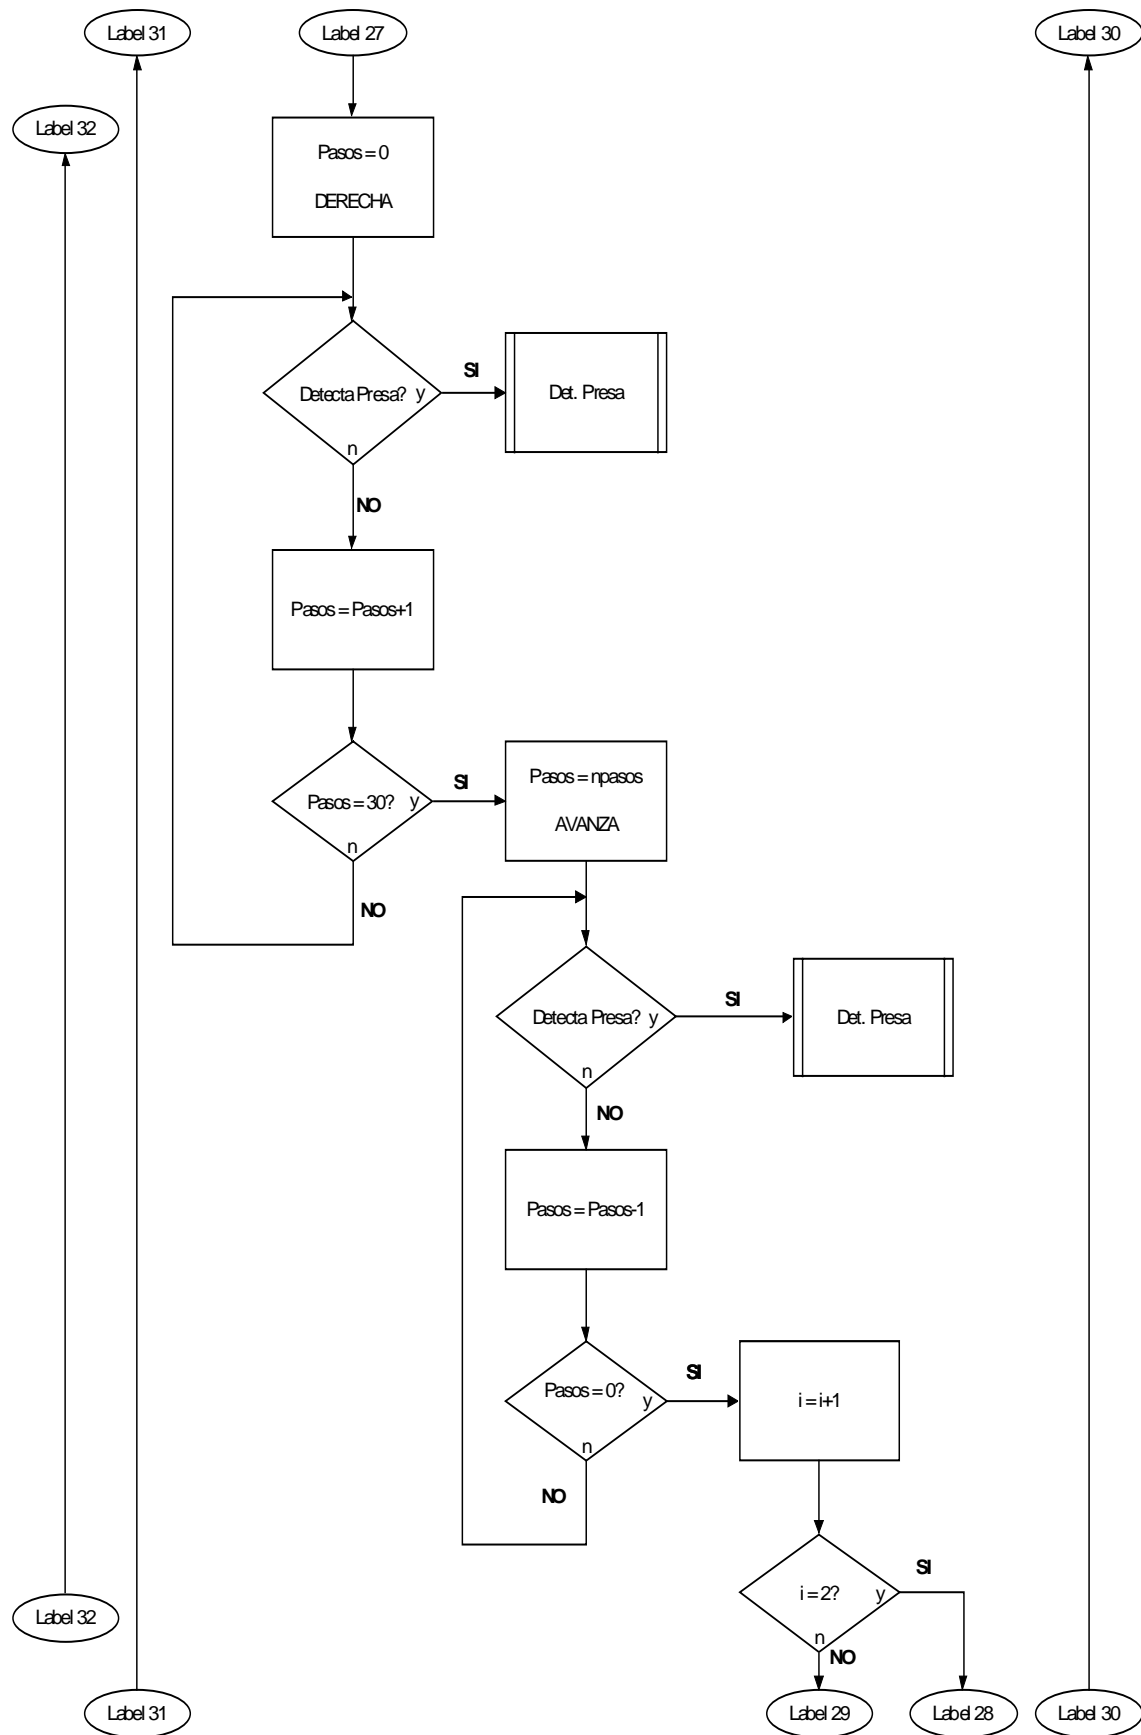 Label 31
Label 27
Label 30
Label 32
Pasos = 0
DERECHA
Detecta Presa? y
SI
Det. Presa
n
NO
Pasos = Pasos+1
Pasos = 30? y
SI
Pasos = npasos
AVANZA
n
NO
Detecta Presa? y
SI
Det. Presa
n
NO
Pasos = Pasos-1
Pasos = 0? y
SI
i = i+1
n
NO
i = 2? y
SI
n
NO
Label 32
Label 31
Label 29
Label 28
Label 30